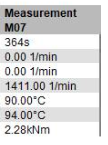 Measurement
M07
364s
0.00 1/min
0.00 1/min
1411.00 1/min
90.00°C
94.00°C
2.28kNm